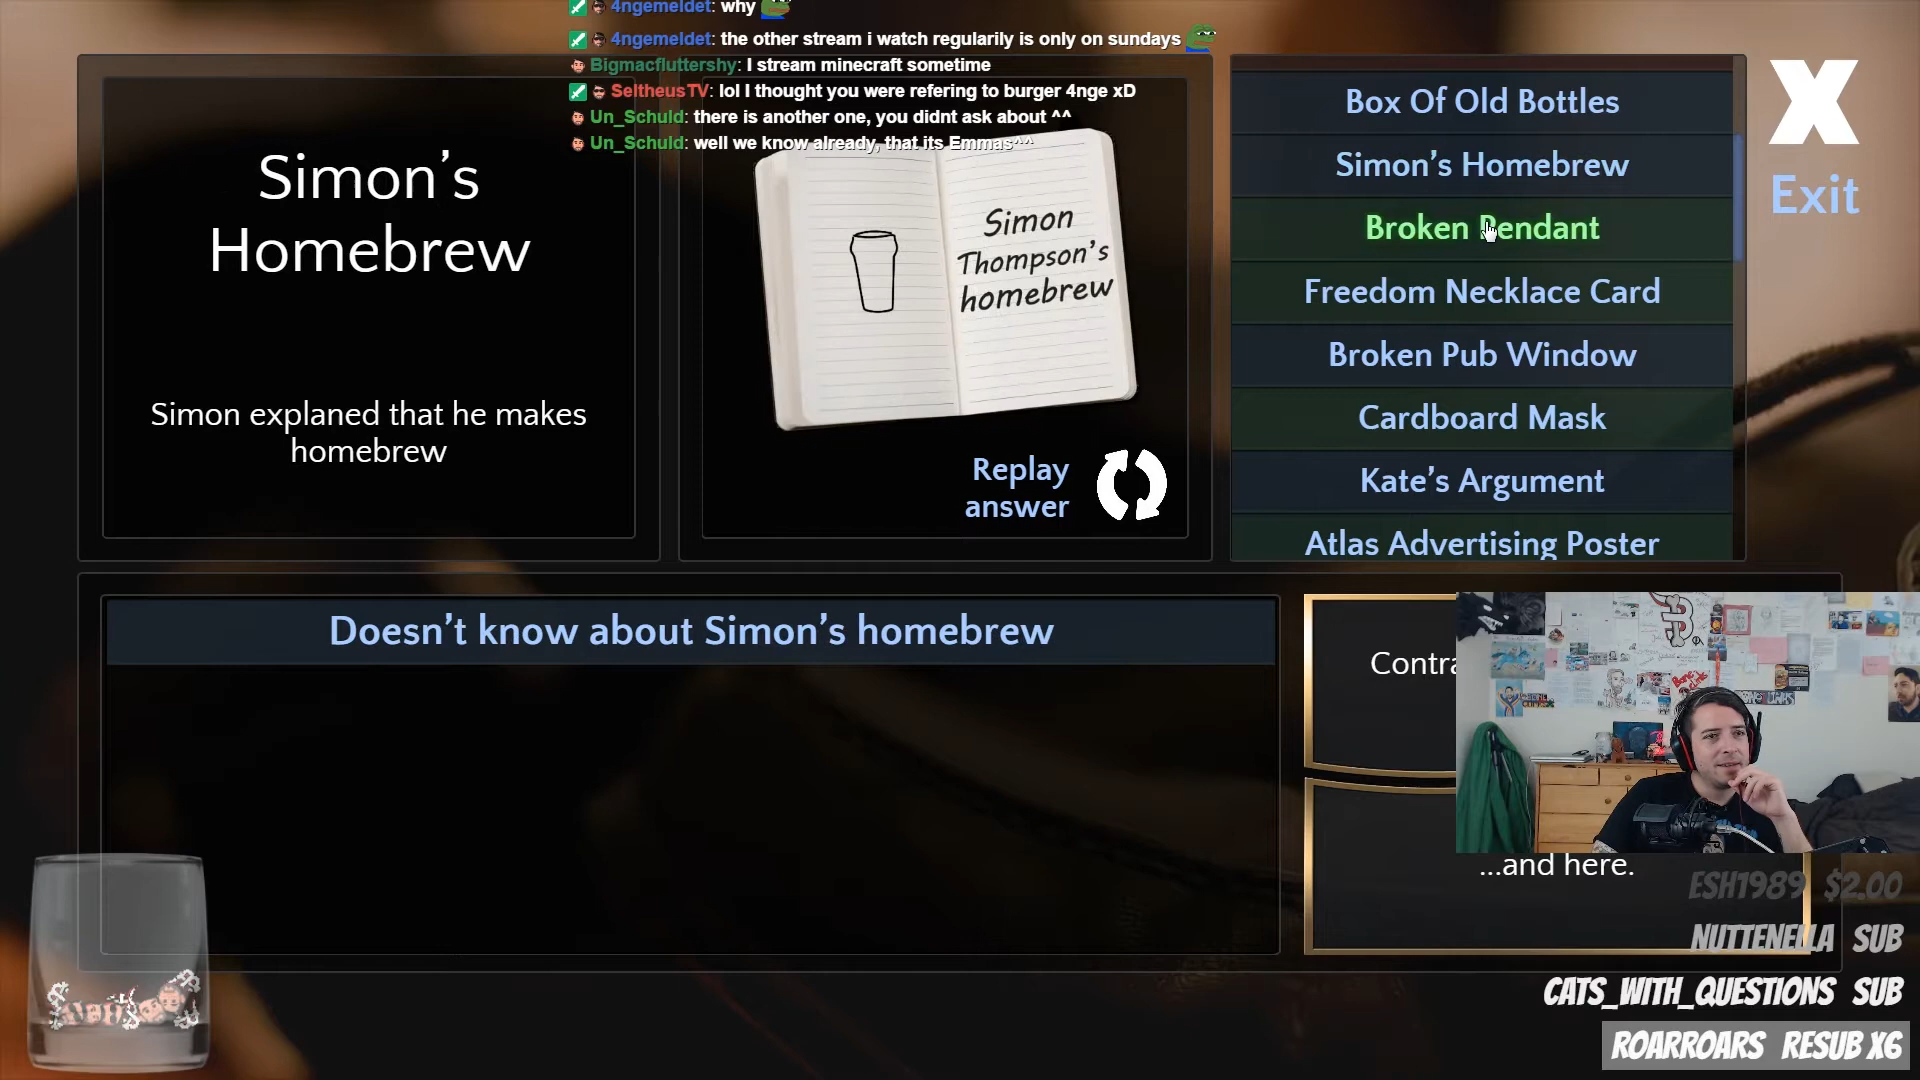 4ngemeldet: why
4ngemeldet: the other stream i watch regularily is only on sundays
Bigmacfluttershy: I stream minecraft sometime
SeltheusTV: lol I thought you were refering to burger 4nge xD
Un_Schuld: there is another one, you didnt ask about ^^
Un_Schuld: well we know already, that its Emmas^^
Simon's
Homebrew
Simon explaned that he makes
homebrew
Simon
Thompson's
homebrew
Replay
answer
Box Of Old Bottles
Simon's Homebrew
Broken Pendant
Freedom Necklace Card
Broken Pub Window
Cardboard Mask
Kate's Argument
Atlas Advertising Poster
X
Exit
Doesn't know about Simon's homebrew
Contra
...and here.
ESH1989 $2.00
NUTTENELLA SUB
CATS_WITH_QUESTIONS SUB
ROARROARS RESUB X6